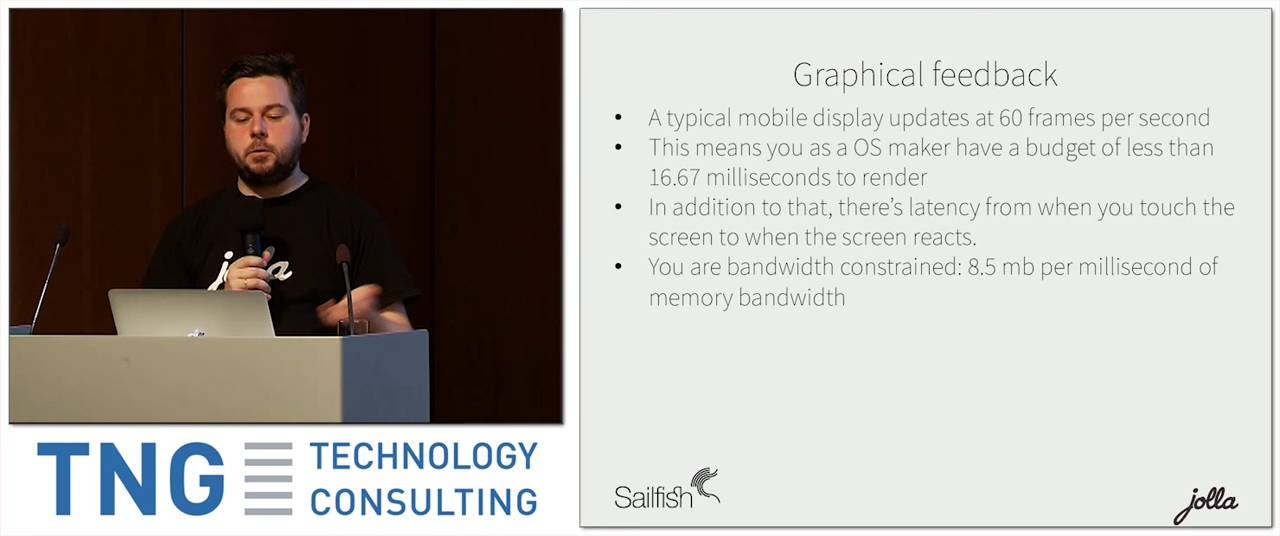 jolla
TNG TECHNOLOGY
CONSULTING
Graphical feedback
• A typical mobile display updates at 60 frames per second
• This means you as a OS maker have a budget of less than
16.67 milliseconds to render
• In addition to that, there's latency from when you touch the
screen to when the screen reacts.
• You are bandwidth constrained: 8.5 mb per millisecond of
memory bandwidth
Sailfish
jolla